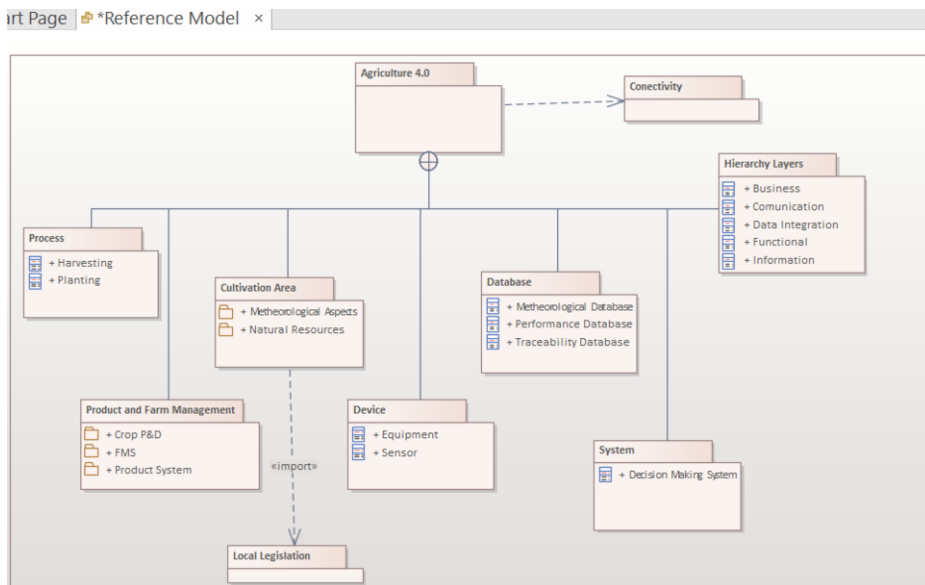 art Page
*Reference Model ×
Agriculture 4.0
Conectivity
Hierarchy Layers
+ Business
+ Comunication
+ Data Integration
+ Functional
+ Information
Process
+ Harvesting
+ Planting
Cultivation Area
+ Metheorological Aspects
+ Natural Resources
Database
+ Metheorological Database
+ Performance Database
+ Traceability Database
Product and Farm Management
+ Crop P&D
+ FMS
+ Product System
Device
+ Equipment
+ Sensor
«import»
System
+ Decision Making System
Local Legislation